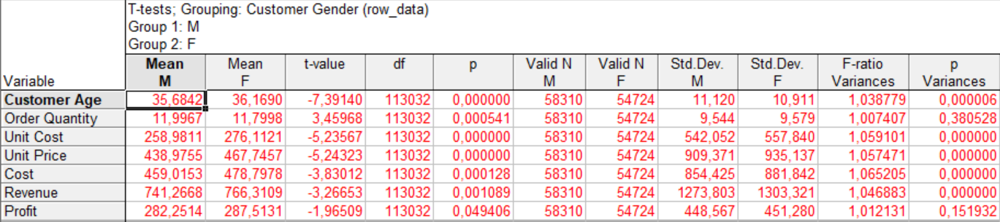 T-tests; Grouping: Customer Gender (row_data)
Group 1: M
Group 2: F
Variable Mean M Mean F t-value df p Valid N M Valid N F Std.Dev. M Std.Dev. F F-ratio Variances p Variances
Customer Age 35,6842 36,1690 -7,39140 113032 0,000000 58310 54724 11,120 10,911 1,038779 0,000006
Order Quantity 11,9967 11,7998 3,45968 113032 0,000541 58310 54724 9,544 9,579 1,007407 0,380528
Unit Cost 258,9811 276,1121 -5,23567 113032 0,000000 58310 54724 542,052 557,840 1,059101 0,000000
Unit Price 438,9755 467,7457 -5,24323 113032 0,000000 58310 54724 909,371 935,137 1,057471 0,000000
Cost 459,0153 478,7978 -3,83012 113032 0,000128 58310 54724 854,425 881,842 1,065205 0,000000
Revenue 741,2668 766,3109 -3,26653 113032 0,001089 58310 54724 1273,803 1303,321 1,046883 0,000000
Profit 282,2514 287,5131 -1,96509 113032 0,049406 58310 54724 448,567 451,280 1,012131 0,151932